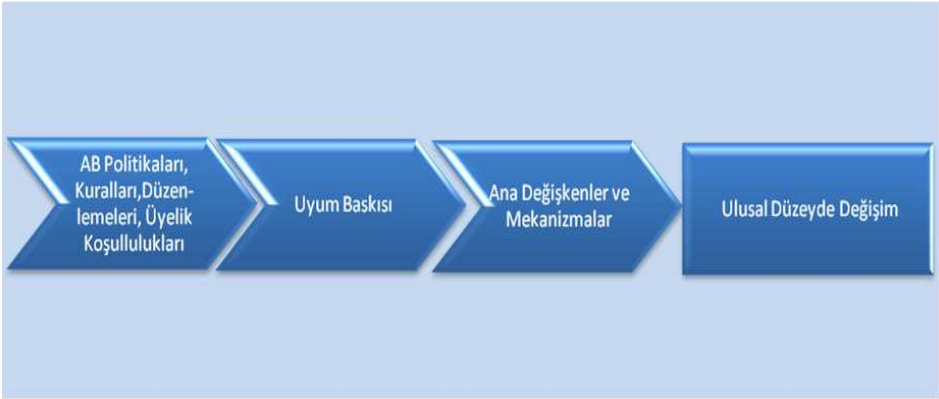 AB Politikaları,
Kuralları,Düzen-
lemeleri, Üyelik
Koşullulukları
Uyum Baskısı
Ana Değişkenler ve
Mekanizmalar
Ulusal Düzeyde Değişim